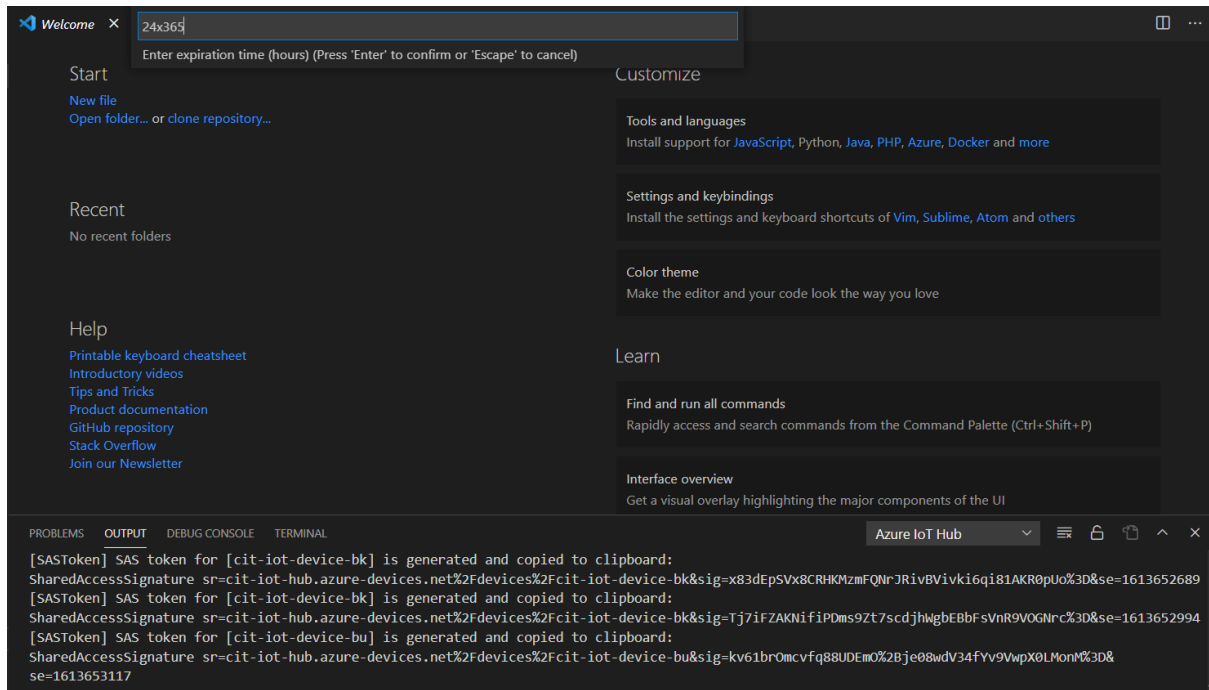 Welcome
24x365
Enter expiration time (hours) (Press 'Enter' to confirm or 'Escape' to cancel)
Start
New file
Open folder... or clone repository...
Recent
No recent folders
Help
Printable keyboard cheatsheet
Introductory videos
Tips and Tricks
Product documentation
GitHub repository
Stack Overflow
Join our Newsletter
Customize
Tools and languages
Install support for JavaScript, Python, Java, PHP, Azure, Docker and more
Settings and keybindings
Install the settings and keyboard shortcuts of Vim, Sublime, Atom and others
Color theme
Make the editor and your code look the way you love
Learn
Find and run all commands
Rapidly access and search commands from the Command Palette (Ctrl+Shift+P)
Interface overview
Get a visual overlay highlighting the major components of the UI
PROBLEMS OUTPUT DEBUG CONSOLE TERMINAL Azure IoT Hub
[SASToken] SAS token for [cit-iot-device-bk] is generated and copied to clipboard:
SharedAccessSignature sr=cit-iot-hub.azure-devices.net%2Fdevices%2Fcit-iot-device-bk&sig=x83dEpSVx8CRHKMzmFQNrJRivBVivki6qi81AKR0pUo%3D&se=1613652689
[SASToken] SAS token for [cit-iot-device-bk] is generated and copied to clipboard:
SharedAccessSignature sr=cit-iot-hub.azure-devices.net%2Fdevices%2Fcit-iot-device-bk&sig=Tj7iFZAKNifiPDms9Zt7scdjhWgbEBbFsVnR9VOGNrc%3D&se=1613652994
[SASToken] SAS token for [cit-iot-device-bu] is generated and copied to clipboard:
SharedAccessSignature sr=cit-iot-hub.azure-devices.net%2Fdevices%2Fcit-iot-device-bu&sig=kv61brOmcvfq88UDEmO%2Bje08wdV34fYv9VwpX0LMonM%3D&
se=1613653117